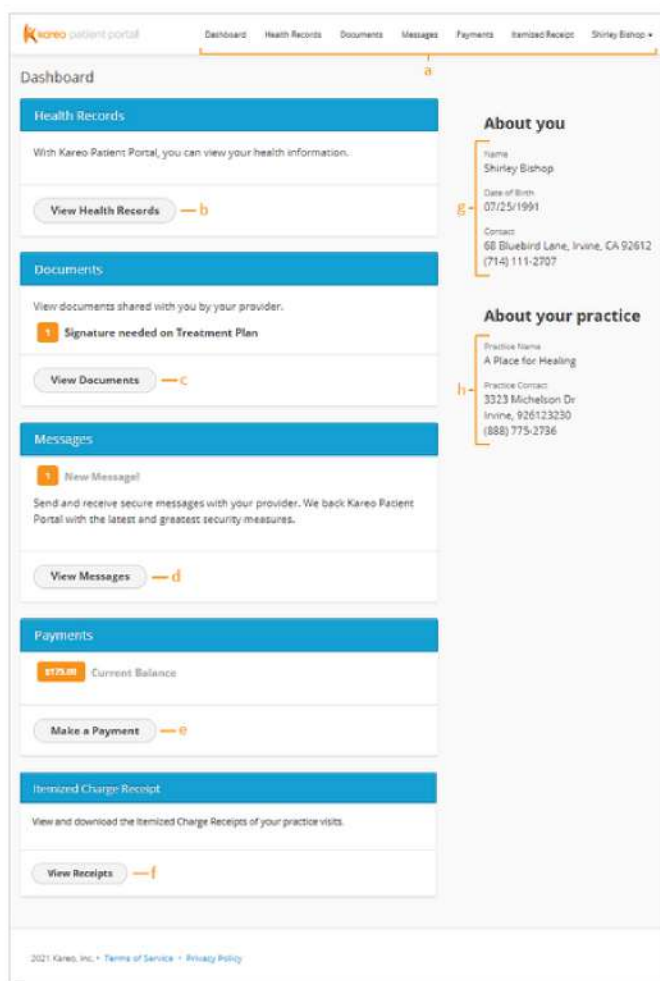 kareo patient portal
Dashboard Health Records Documents Messages Payments Itemized Receipt Shirley Bishop
a
Dashboard
Health Records
With Kareo Patient Portal, you can view your health information.
View Health Records
b
Documents
View documents shared with you by your provider.
1 Signature needed on Treatment Plan
View Documents
c
Messages
1 New Message!
Send and receive secure messages with your provider. We back Kareo Patient
Portal with the latest and greatest security measures.
View Messages
d
Payments
$175.00 Current Balance
Make a Payment
e
Itemized Charge Receipt
View and download the Itemized Charge Receipts of your practice visits.
View Receipts
f
About you
g
Name
Shirley Bishop
Date of Birth
07/25/1991
Contact
68 Bluebird Lane, Irvine, CA 92612
(714) 111-2707
About your practice
h
Practice Name
A Place for Healing
Practice Contact
3323 Michelson Dr
Irvine, 926123230
(888) 775-2736
2021 Kareo, Inc. • Terms of Service • Privacy Policy